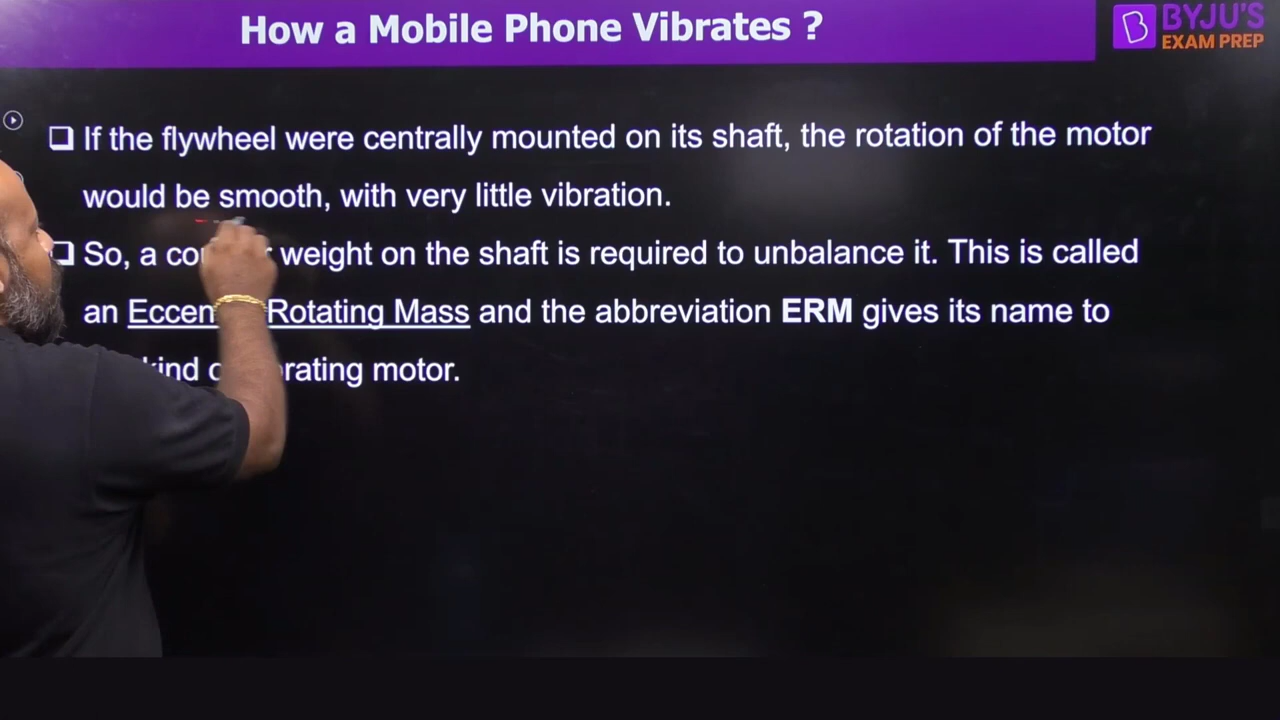 How a Mobile Phone Vibrates ?
BYJU'S
EXAM PREP
If the flywheel were centrally mounted on its shaft, the rotation of the motor
would be smooth, with very little vibration.
So, a weight on the shaft is required to unbalance it. This is called
an Rotating Mass and the abbreviation ERM gives its name to
motor.